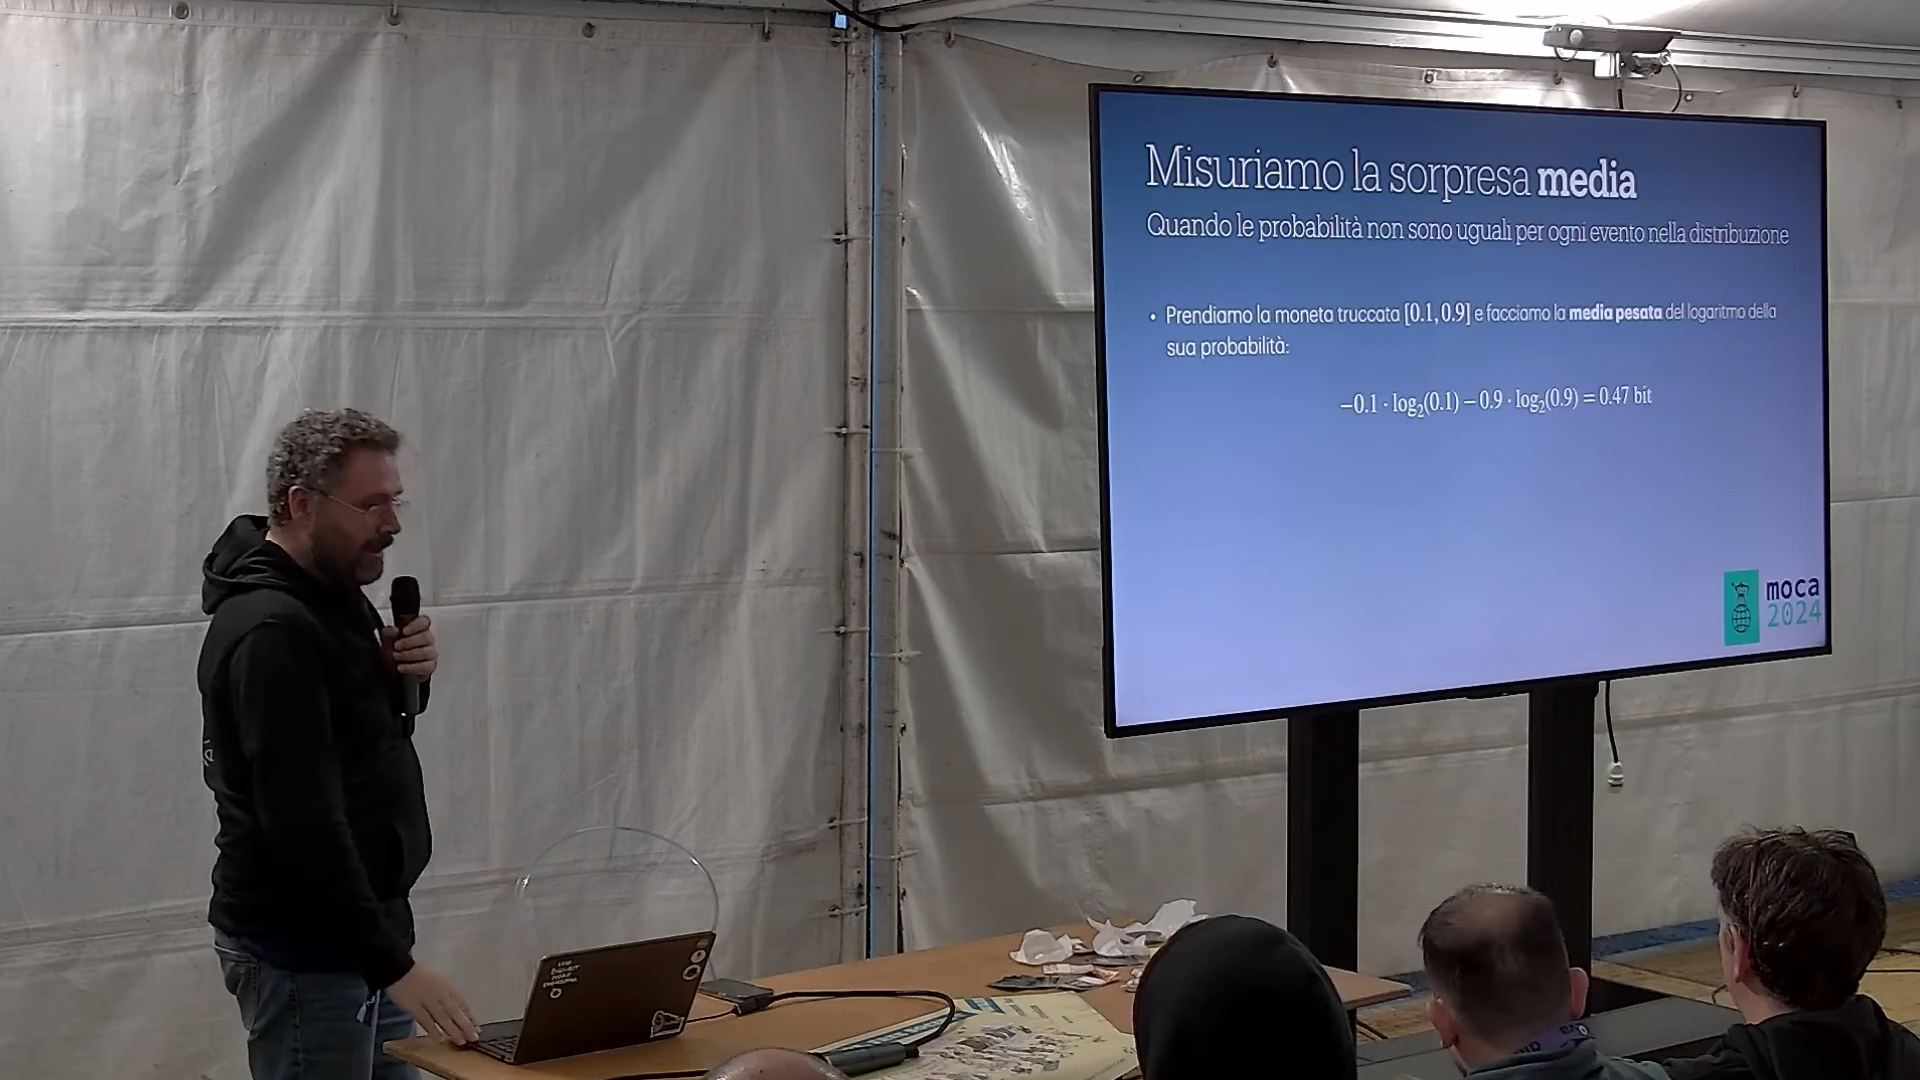 Misuriamo la sorpresa media
Quando le probabilità non sono uguali per ogni evento nella distribuzione
• Prendiamo la moneta truccata [0.1, 0.9] e facciamo la media pesata del logaritmo della
sua probabilità:
−0.1 · log₂(0.1) − 0.9 · log₂(0.9) = 0.47 bit
moca
2024